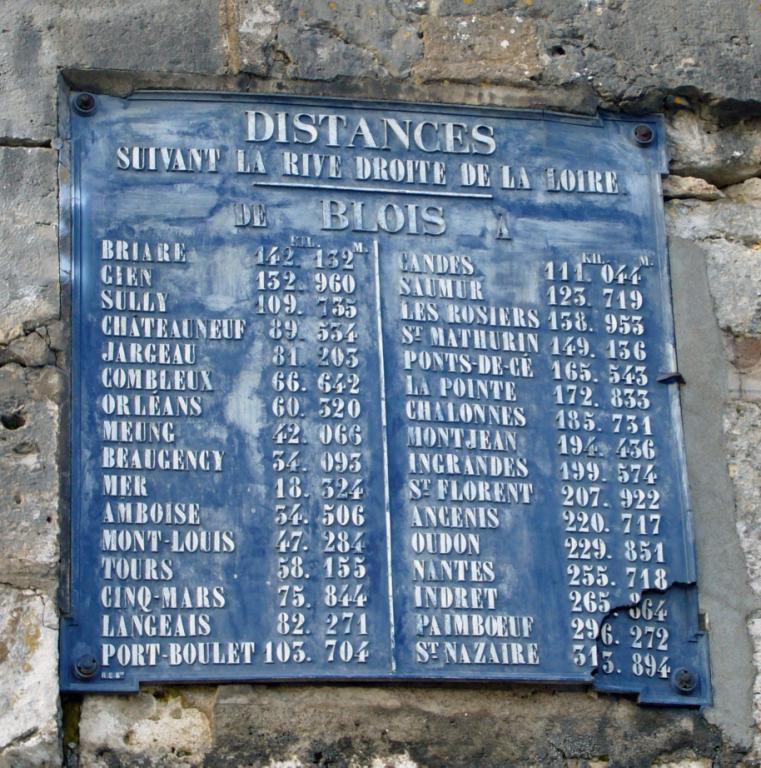 DISTANCES
SUIVANT LA RIVE DROITE DE LA LOIRE
DE BLOIS A
KIL. M.
BRIARE 142. 132
GIEN 132. 960
SULLY 109. 735
CHÂTEAUNEUF 89. 534
JARGEAU 81. 203
COMBLEUX 66. 642
ORLÉANS 60. 320
MEUNG 42. 066
BEAUGENCY 34. 093
MER 18. 324
AMBOISE 34. 506
MONT-LOUIS 47. 284
TOURS 58. 155
CINQ-MARS 75. 844
LANGEAIS 82. 271
PORT-BOULET 103. 704
KIL. M.
CANDES 111. 044
SAUMUR 123. 719
LES ROSIERS 138. 953
ST MATHURIN 149. 136
PONTS-DE-CÉ 165. 543
LA POINTE 172. 833
CHALONNES 185. 731
MONTJEAN 194. 436
INGRANDES 199. 574
ST FLORENT 207. 922
ANCENIS 220. 717
OUDON 229. 851
NANTES 255. 718
INDRET 265. 864
PAIMBŒUF 296. 272
ST NAZAIRE 313. 894